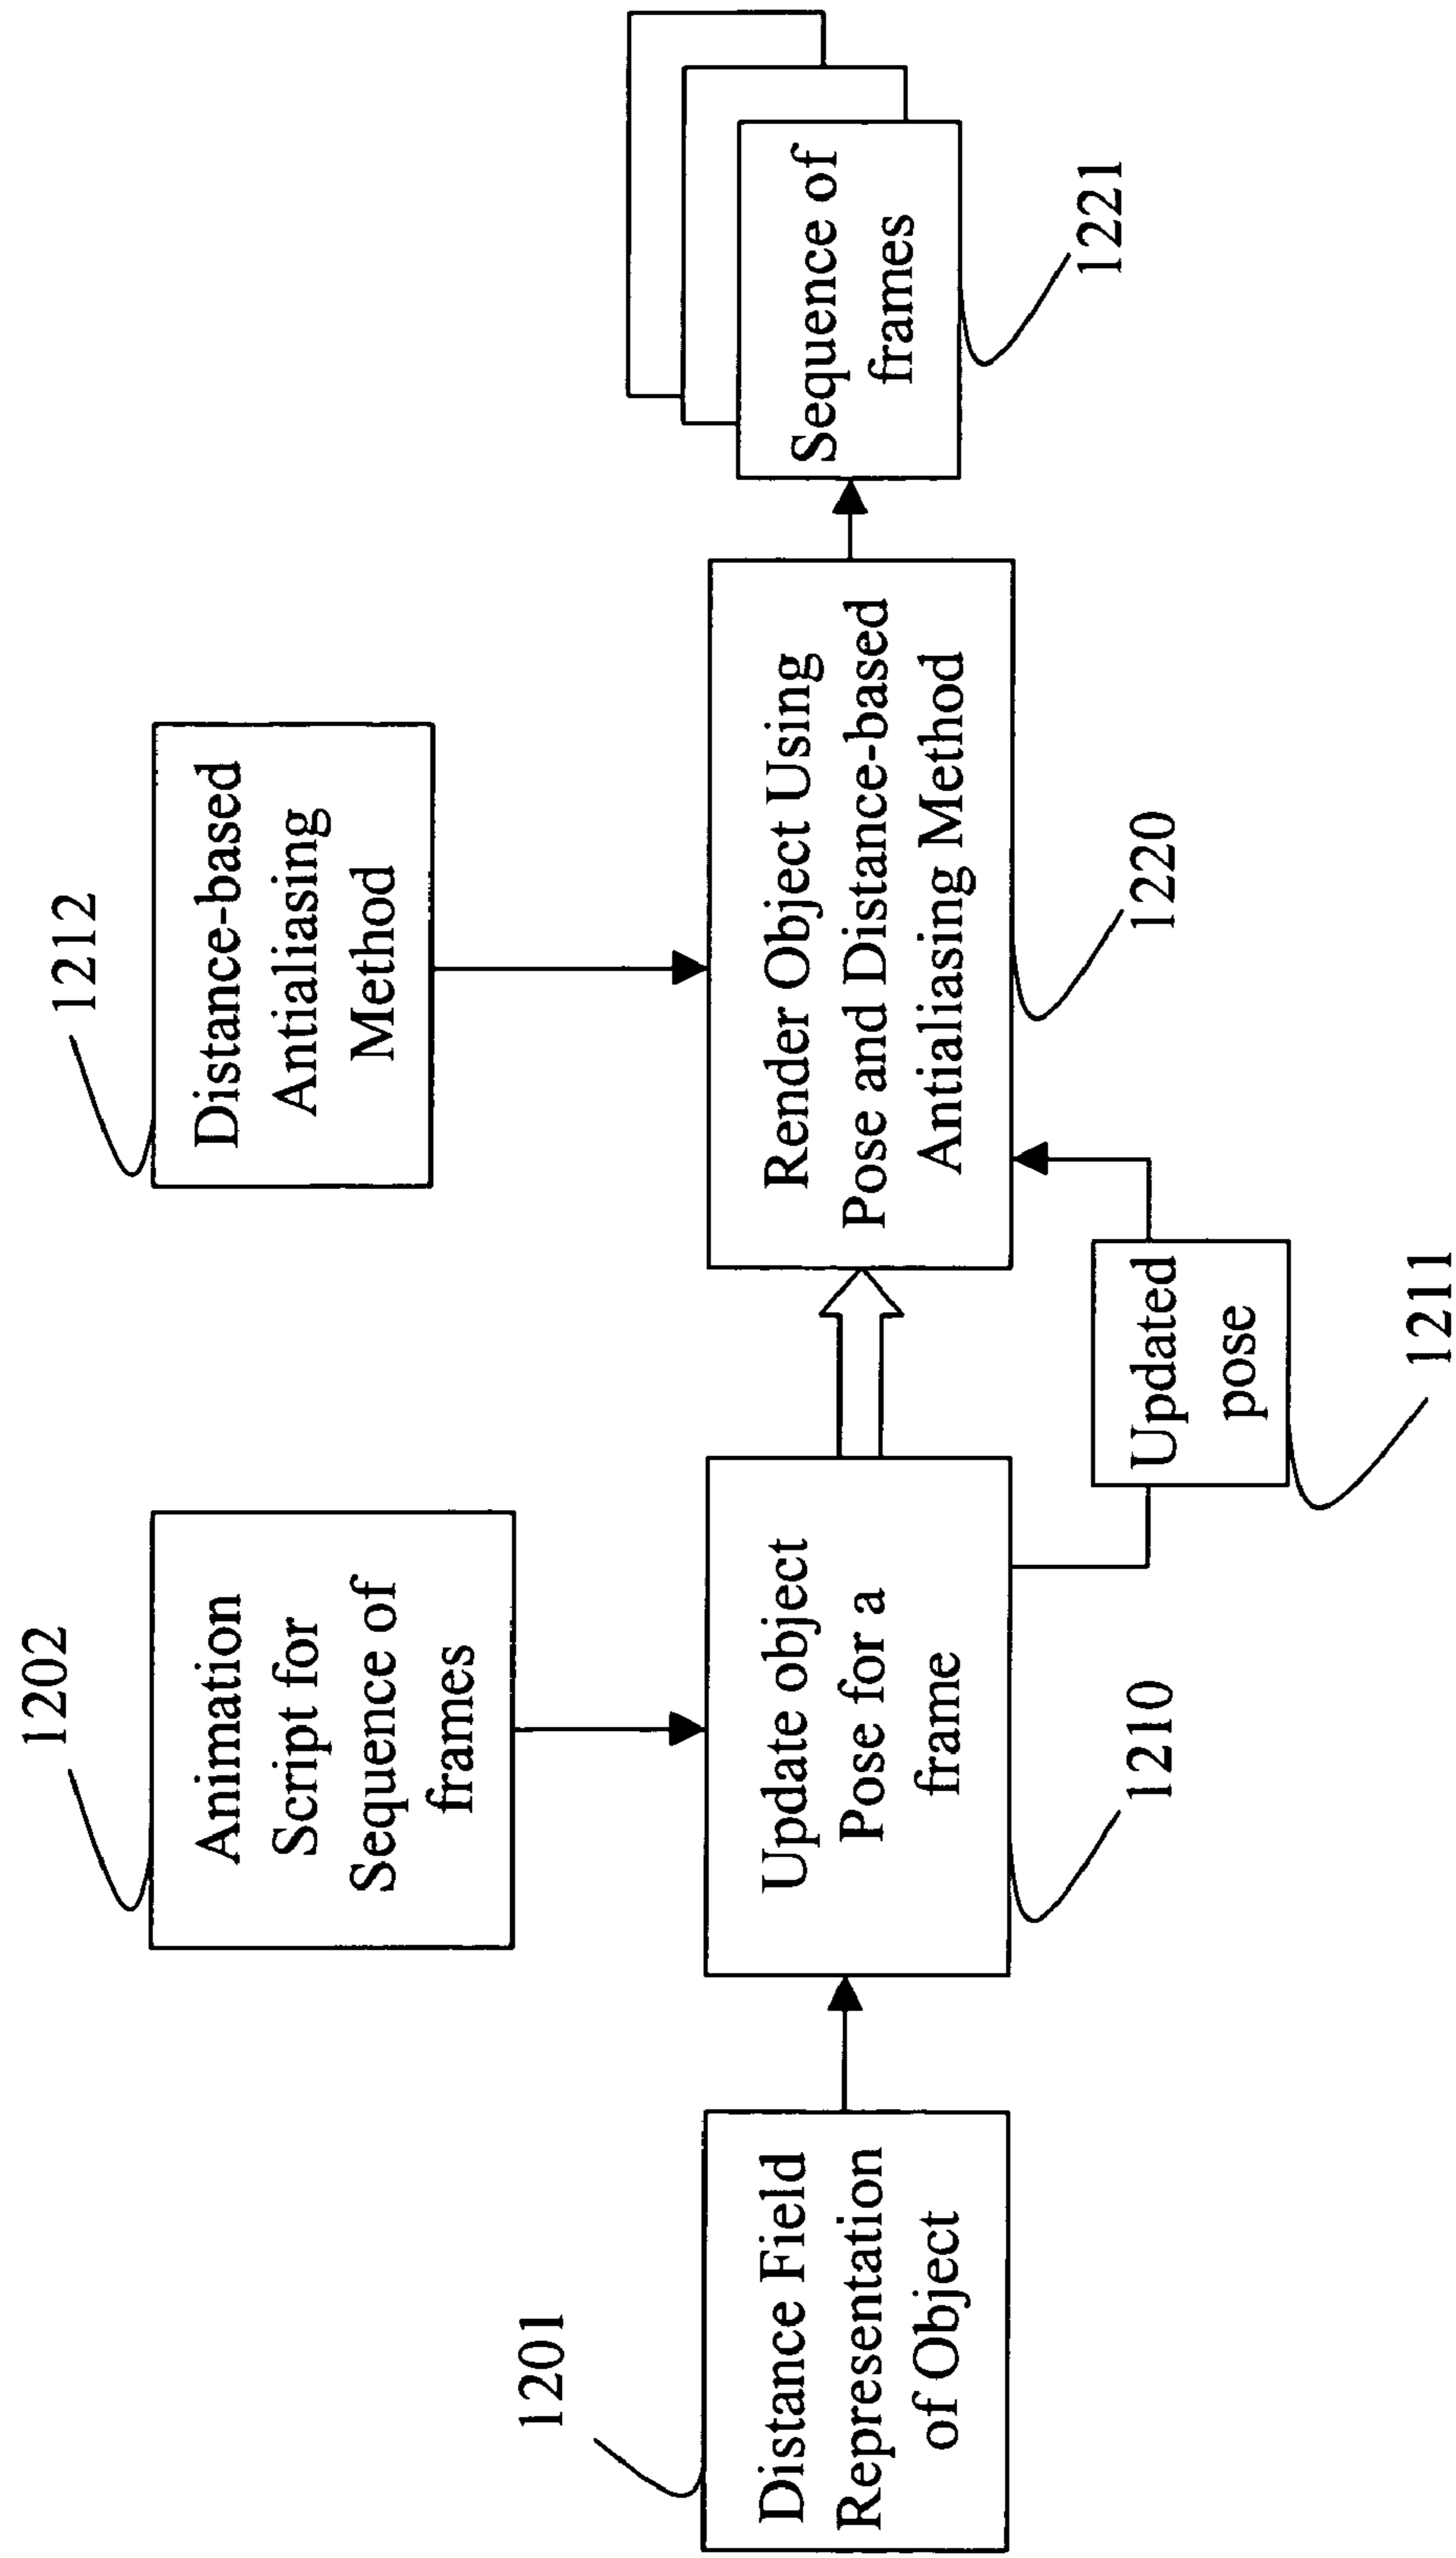 1202
Animation
Script for
Sequence of
frames
1212
Distance-based
Antialiasing
Method
1201
Distance Field
Representation
of Object
Update object
Pose for a
frame
1210
Render Object Using
Pose and Distance-based
Antialiasing Method
1220
Sequence of
frames
1221
Updated
pose
1211